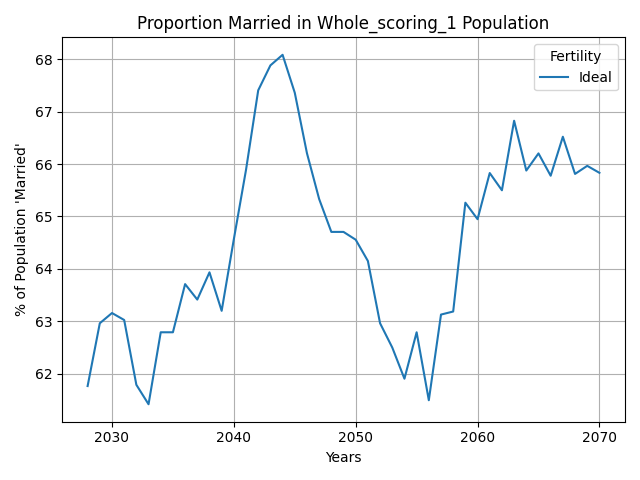 Proportion Married in Whole_scoring_1 Population
Fertility
Ideal
% of Population 'Married'
68
67
66
65
64
63
62
2030
2040
2050
2060
2070
Years